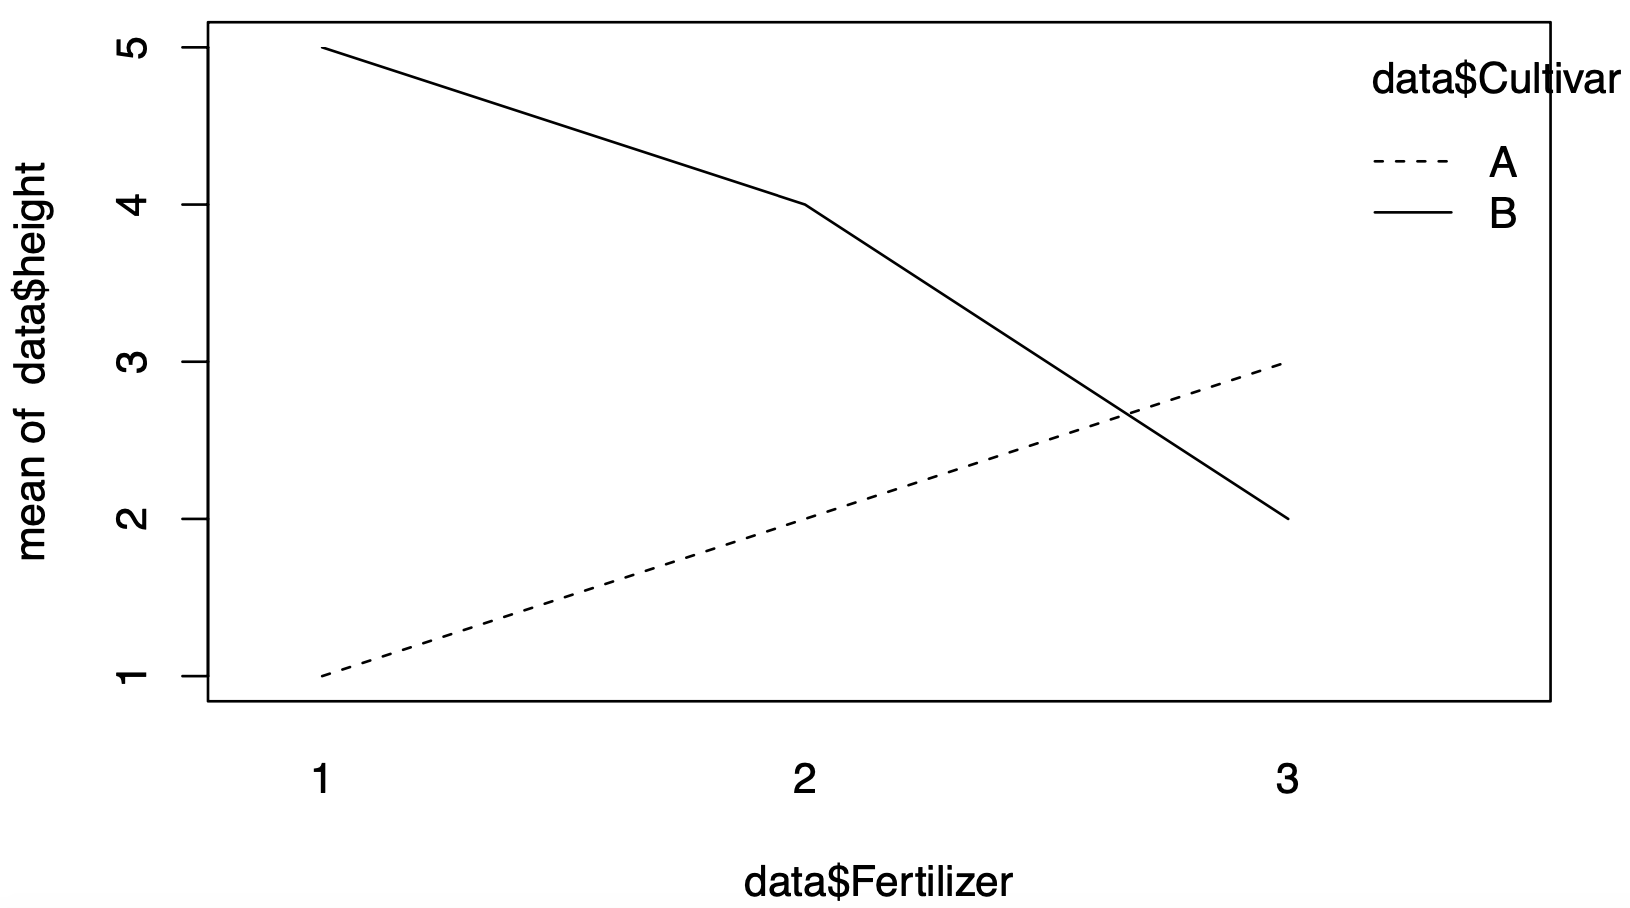 mean of data$height
5
4
3
2
1
data$Cultivar
A
B
1 2 3
data$Fertilizer